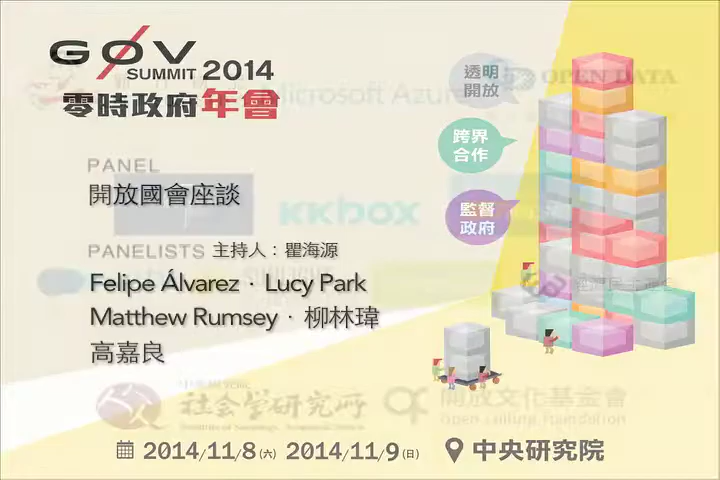 GØV
SUMMIT 2014
零時政府年會
透明
開放
OPEN DATA
Microsoft Azure
跨界
合作
PANEL
開放國會座談
KKBOX
監督
政府
PANELISTS 主持人：瞿海源
Felipe Álvarez · Lucy Park
Matthew Rumsey · 柳林瑋
高嘉良
社会学研究所
開放文化基金會
open culture foundation
2014/11/8(六) 2014/11/9(日) 中央研究院